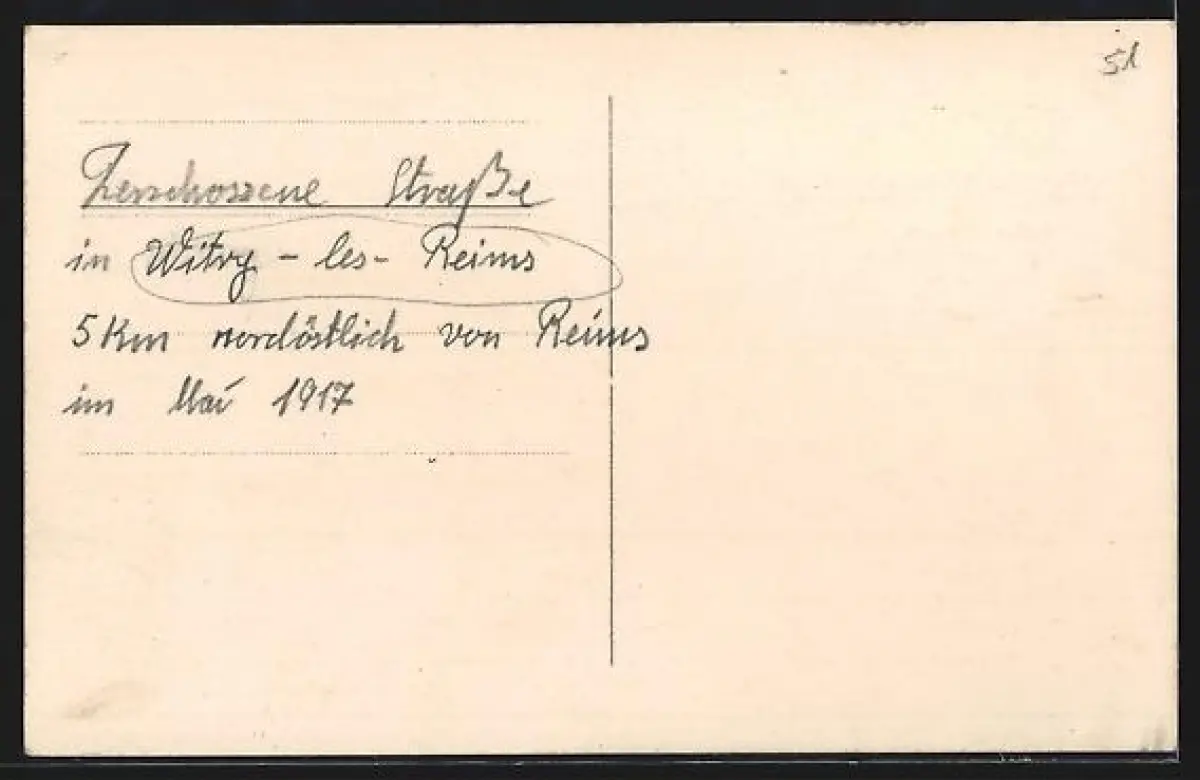 51
Zerschossene Straße
in Witry - les - Reims
5 Km nordöstlich von Reims
im Mai 1917